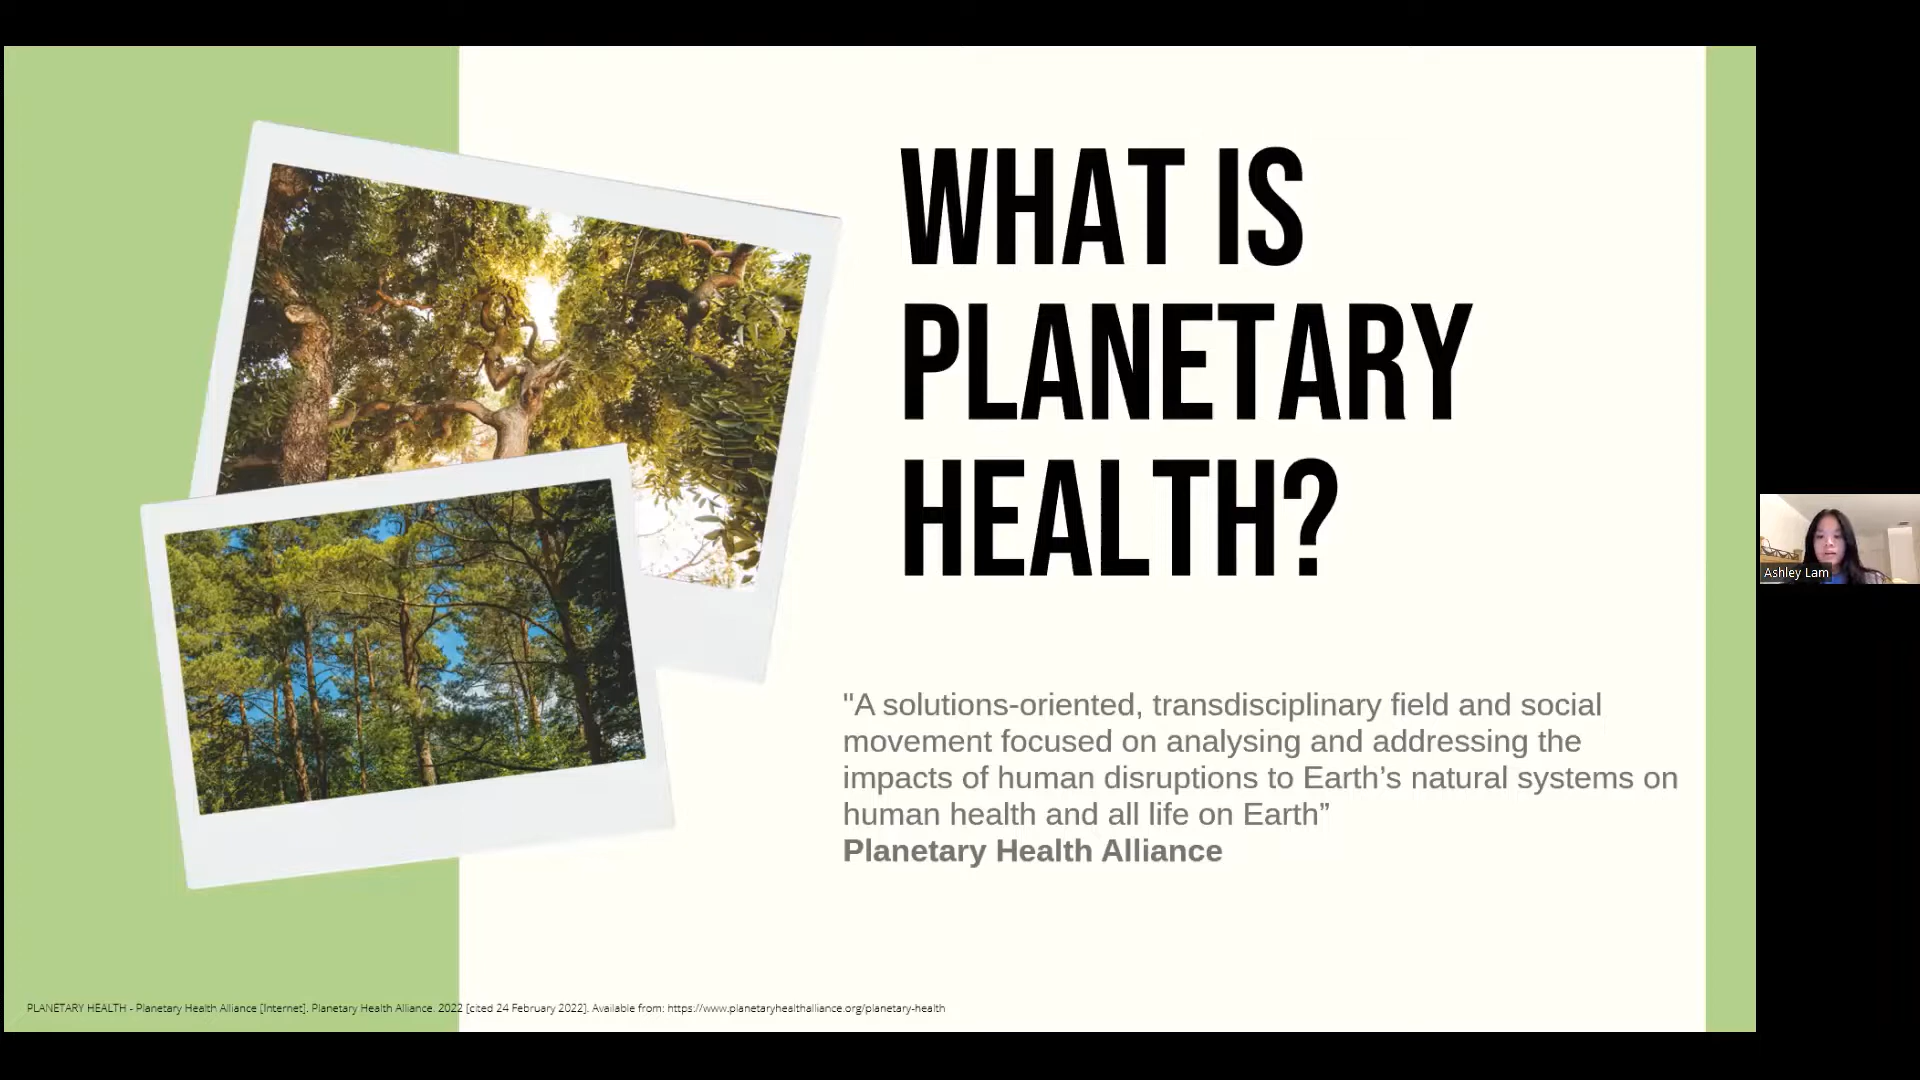 WHAT IS
PLANETARY
HEALTH?
"A solutions-oriented, transdisciplinary field and social
movement focused on analysing and addressing the
impacts of human disruptions to Earth’s natural systems on
human health and all life on Earth”
Planetary Health Alliance
PLANETARY HEALTH - Planetary Health Alliance [Internet]. Planetary Health Alliance. 2022 [cited 24 February 2022]. Available from: https://www.planetaryhealthalliance.org/planetary-health
Ashley Lam